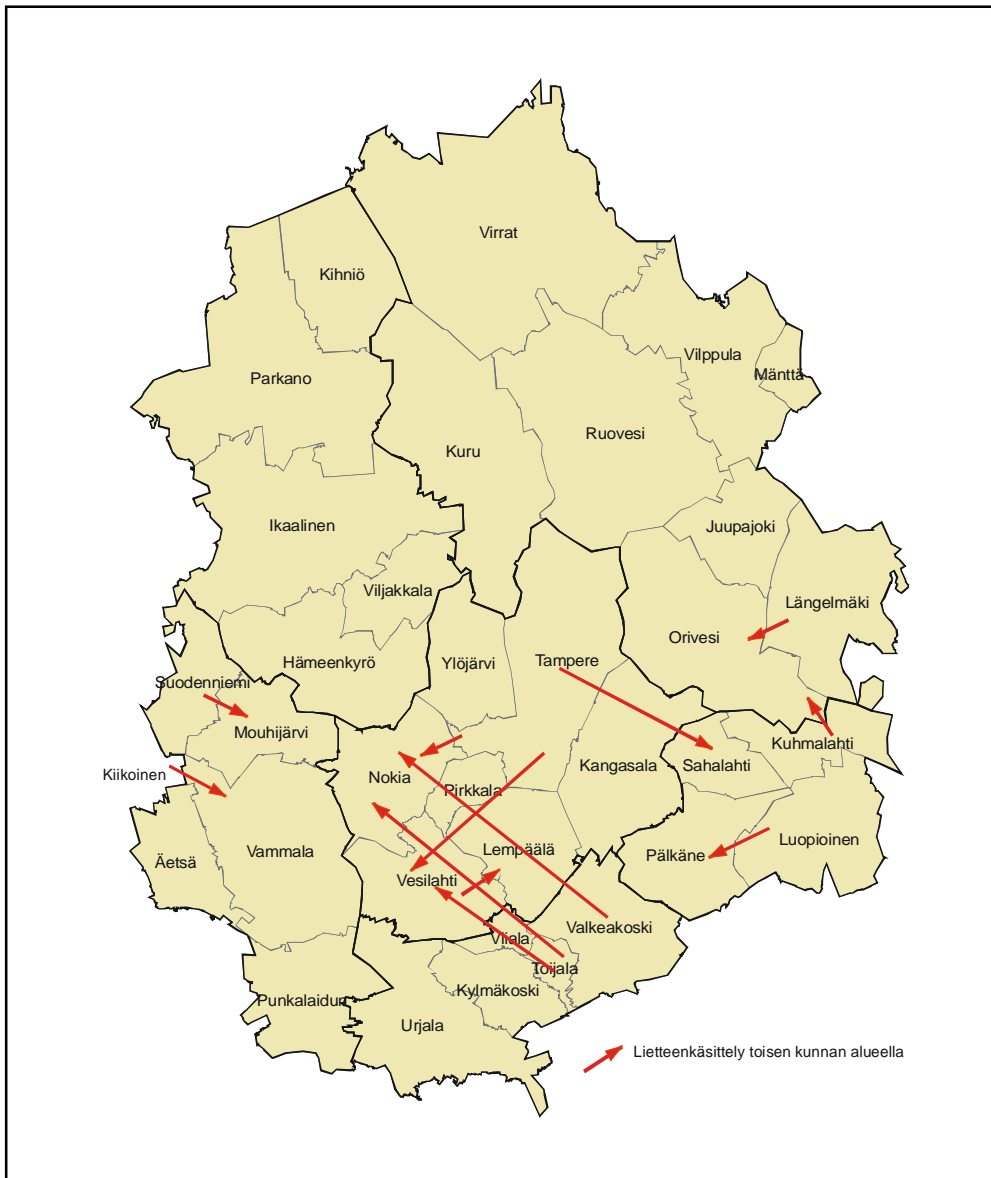 Virrat
Kihniö
Vilppula
Mänttä
Parkano
Ruovesi
Kuru
Ikaalinen
Juupajoki
Viljakkala
Längelmäki
Orivesi
Hämeenkyrö
Ylöjärvi
Tampere
Suodenniemi
Mouhijärvi
Kuhmalahti
Kiikoinen
Nokia
Kangasala
Sahalahti
Pirkkala
Luopioinen
Lempäälä
Pälkäne
Vammala
Äetsä
Vesilahti
Valkeakoski
Viiala
Toijala
Kylmäkoski
Punkalaidun
Urjala
Lietteenkäsittely toisen kunnan alueella